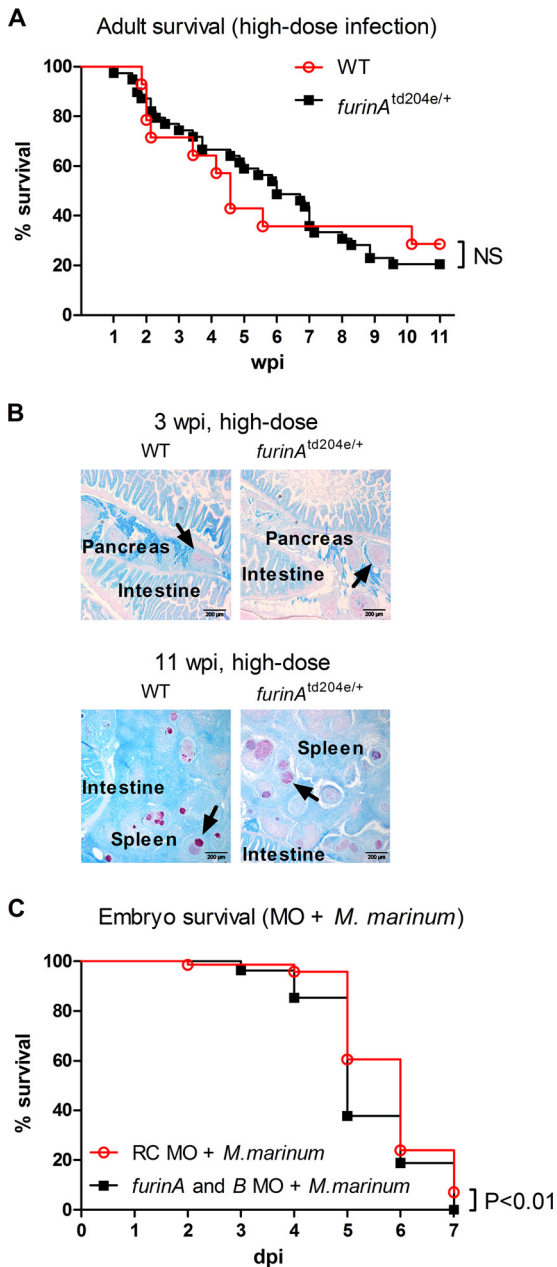 A
Adult survival (high-dose infection)
WT
furinA^td204e/+
% survival
100
80
60
40
20
0
NS
1 2 3 4 5 6 7 8 9 10 11
wpi
B
3 wpi, high-dose
WT furinA^td204e/+
Pancreas
Intestine
200 µm
Pancreas
Intestine
200 µm
11 wpi, high-dose
WT furinA^td204e/+
Intestine
Spleen
200 µm
Spleen
Intestine
200 µm
C
Embryo survival (MO + M. marinum)
% survival
100
80
60
40
20
0
RC MO + M.marinum
furinA and B MO + M.marinum
P<0.01
0 1 2 3 4 5 6 7
dpi